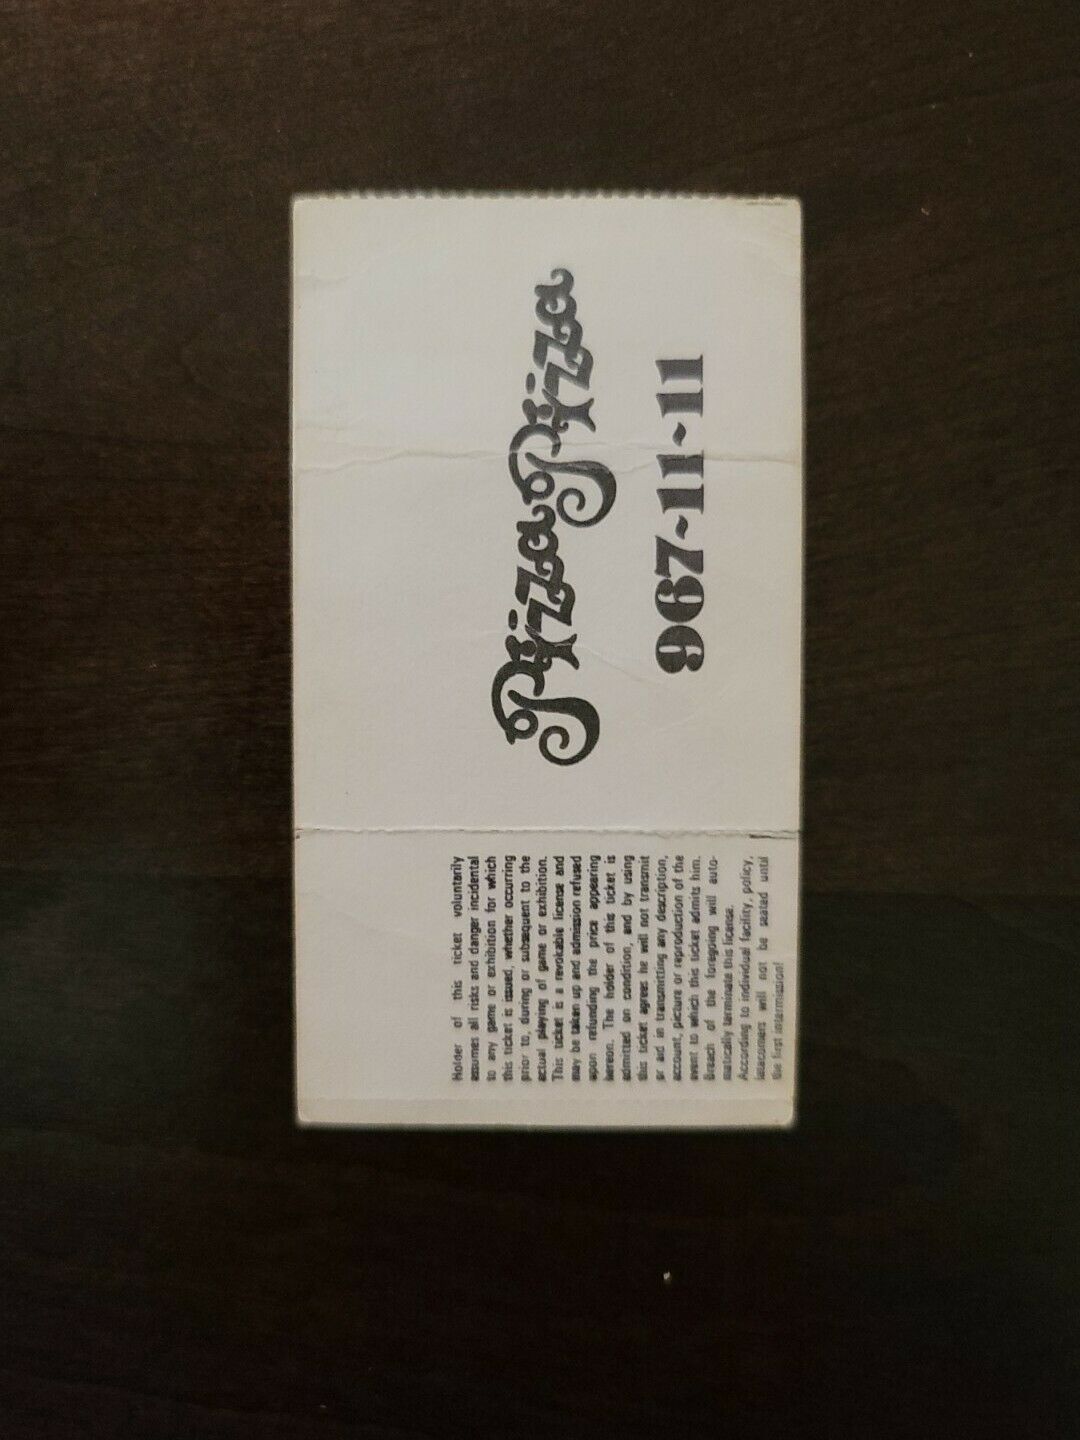 Pizza Pizza
967-11-11
Holder of this ticket voluntarily
assumes all risks and danger incidental
to any game or exhibition for which
this ticket is issued, whether occurring
prior to, during or subsequent to the
actual playing of game or exhibition.
This ticket is a revokable license and
may be taken up and admission refused
upon refunding the price appearing
hereon. The holder of this ticket is
admitted on condition, and by using
this ticket agrees he will not transmit
or aid in transmitting any description,
account, picture or reproduction of the
event to which this ticket admits him.
Breach of the foregoing will auto-
matically terminate this license.
According to individual facility, policy,
latecomers will not be seated until
the first intermission!